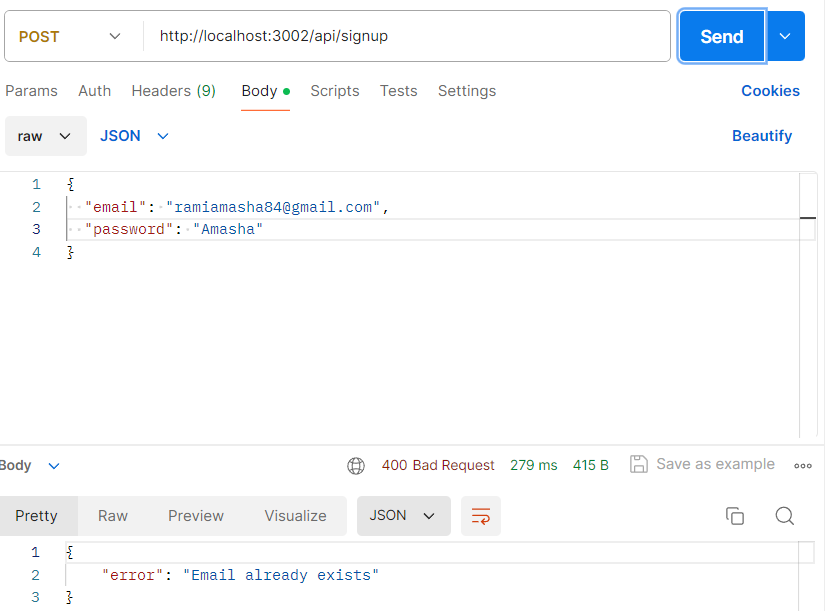 POST http://localhost:3002/api/signup Send
Params Auth Headers (9) Body Scripts Tests Settings Cookies
raw JSON Beautify
1 {
2 "email": "ramiamasha84@gmail.com",
3 "password": "Amasha"
4 }
Body 400 Bad Request 279 ms 415 B Save as example
Pretty Raw Preview Visualize JSON
1 {
2 "error": "Email already exists"
3 }